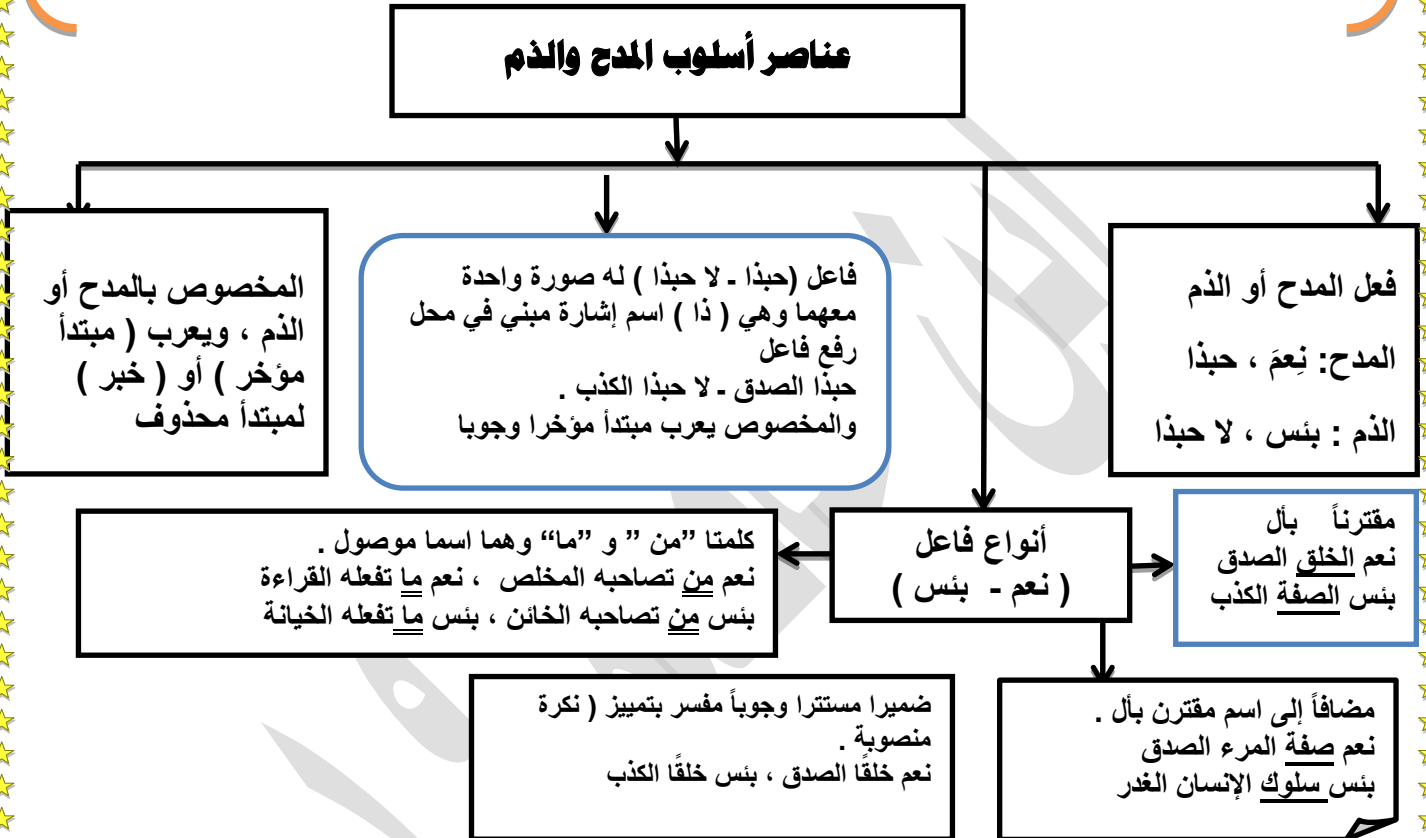 عناصر أسلوب المدح والذم
فعل المدح أو الذم
المدح: نِعمَ ، حبذا
الذم : بئس ، لا حبذا
فاعل (حبذا ـ لا حبذا ) له صورة واحدة
معهما وهي ( ذا ) اسم إشارة مبني في محل
رفع فاعل
حبذا الصدق ـ لا حبذا الكذب .
والمخصوص يعرب مبتدأ مؤخرا وجوبا
المخصوص بالمدح أو
الذم ، ويعرب ( مبتدأ
مؤخر ) أو ( خبر )
لمبتدأ محذوف
أنواع فاعل
( نعم - بئس )
مقترناً بأل
نعم الخلق الصدق
بئس الصفة الكذب
كلمتا ”من ” و ”ما“ وهما اسما موصول .
نعم من تصاحبه المخلص ، نعم ما تفعله القراءة
بئس من تصاحبه الخائن ، بئس ما تفعله الخيانة
مضافاً إلى اسم مقترن بأل .
نعم صفة المرء الصدق
بئس سلوك الإنسان الغدر
ضميرا مستترا وجوباً مفسر بتمييز ( نكرة
منصوبة .
نعم خلقًا الصدق ، بئس خلقًا الكذب